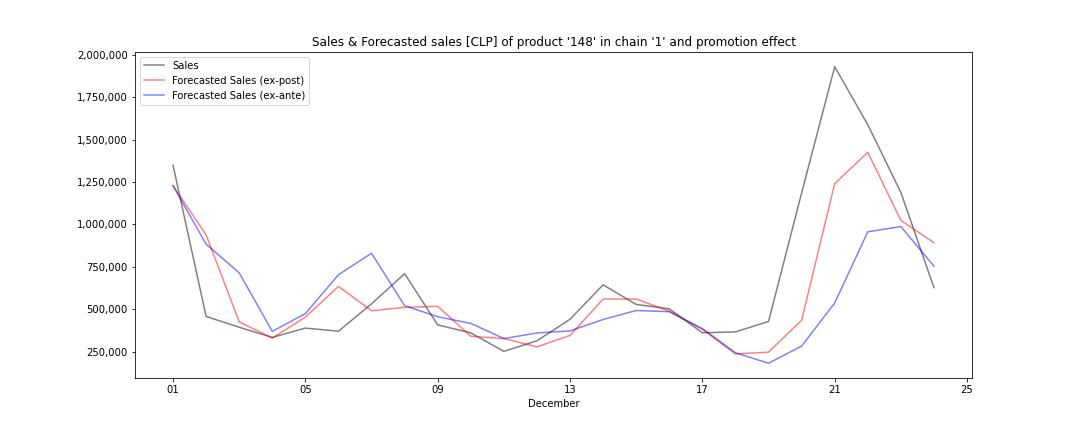 Sales & Forecasted sales [CLP] of product '148' in chain '1' and promotion effect
2,000,000
1,750,000
1,500,000
1,250,000
1,000,000
750,000
500,000
250,000
Sales
Forecasted Sales (ex-post)
Forecasted Sales (ex-ante)
01 05 09 13 17 21 25
December